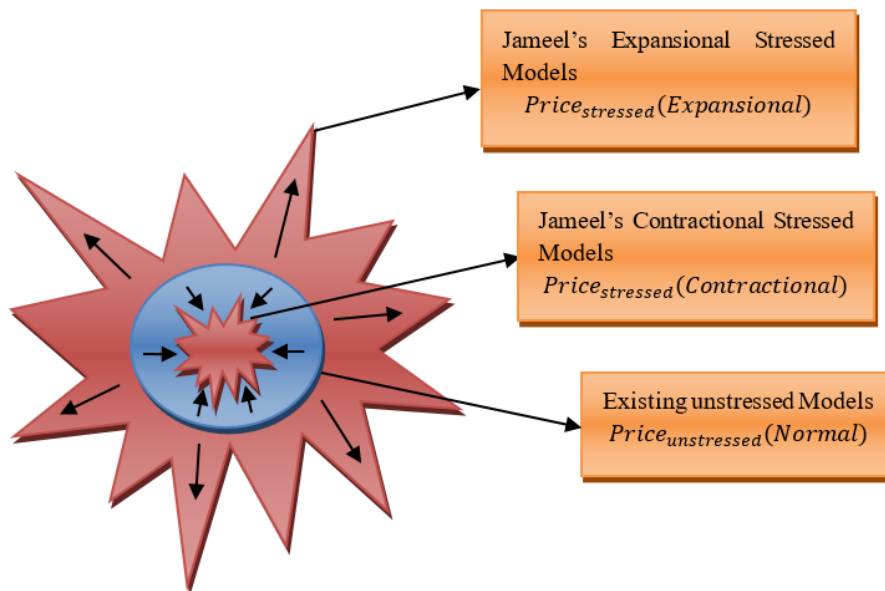 Jameel's Expansional Stressed
Models
Price_stressed(Expansional)
Jameel's Contractional Stressed
Models
Price_stressed(Contractional)
Existing unstressed Models
Price_unstressed(Normal)